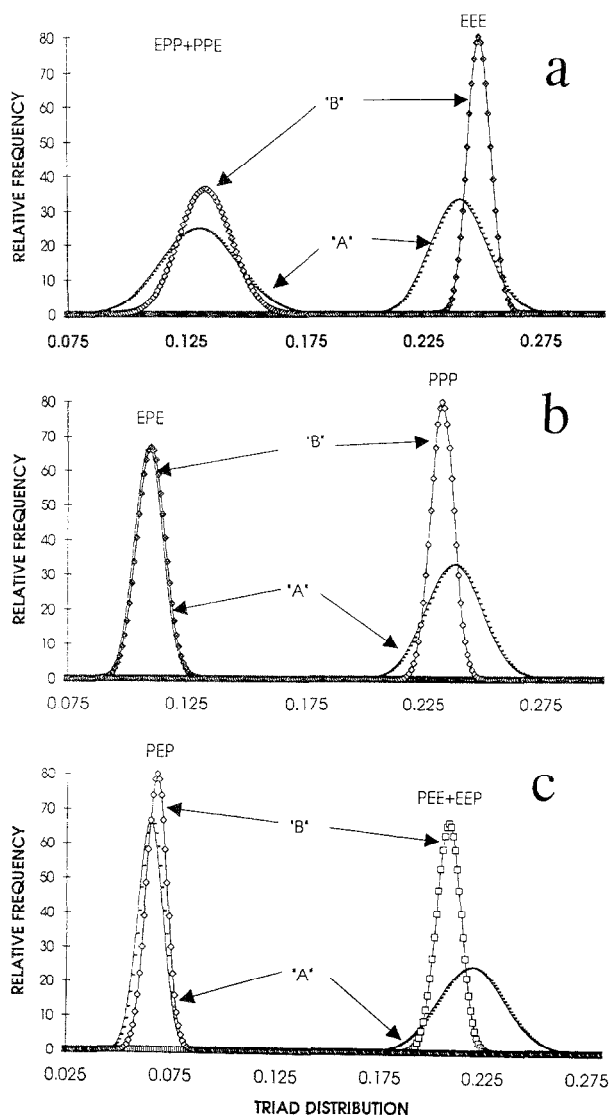 EPP+PPE
EEE
a
80
70
60
50
40
30
20
10
0
RELATIVE FREQUENCY
"B"
"A"
0.075 0.125 0.175 0.225 0.275
EPE
PPP
b
80
70
60
50
40
30
20
10
0
RELATIVE FREQUENCY
"B"
"A"
0.075 0.125 0.175 0.225 0.275
PEP
PEE+EEP
c
80
70
60
50
40
30
20
10
0
RELATIVE FREQUENCY
"B"
"A"
0.025 0.075 0.125 0.175 0.225 0.275
TRIAD DISTRIBUTION